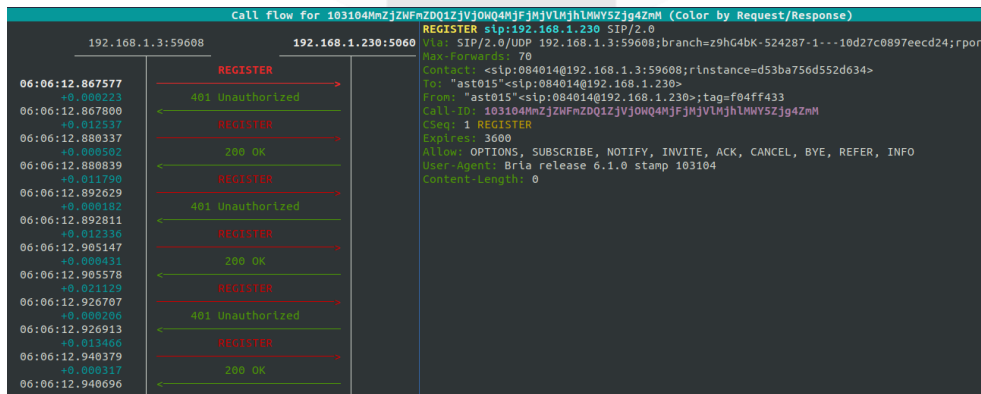 Call flow for 103104MmZjZWFmZDQ1ZjVjOWQ4MjFjMjVlMjhlMWY5Zjg4ZmM (Color by Request/Response)
192.168.1.3:59608 192.168.1.230:5060
REGISTER
06:06:12.867577
+0.000223 401 Unauthorized
06:06:12.867800
+0.012537 REGISTER
06:06:12.880337
+0.000502 200 OK
06:06:12.880839
+0.011790 REGISTER
06:06:12.892629
+0.000182 401 Unauthorized
06:06:12.892811
+0.012336 REGISTER
06:06:12.905147
+0.000431 200 OK
06:06:12.905578
+0.021129 REGISTER
06:06:12.926707
+0.000206 401 Unauthorized
06:06:12.926913
+0.013466 REGISTER
06:06:12.940379
+0.000317 200 OK
06:06:12.940696
REGISTER sip:192.168.1.230 SIP/2.0
Via: SIP/2.0/UDP 192.168.1.3:59608;branch=z9hG4bK-524287-1---10d27c0897eecd24;rpor
Max-Forwards: 70
Contact: <sip:084014@192.168.1.3:59608;rinstance=d53ba756d552d634>
To: "ast015"<sip:084014@192.168.1.230>
From: "ast015"<sip:084014@192.168.1.230>;tag=f04ff433
Call-ID: 103104MmZjZWFmZDQ1ZjVjOWQ4MjFjMjVlMjhlMWY5Zjg4ZmM
CSeq: 1 REGISTER
Expires: 3600
Allow: OPTIONS, SUBSCRIBE, NOTIFY, INVITE, ACK, CANCEL, BYE, REFER, INFO
User-Agent: Bria release 6.1.0 stamp 103104
Content-Length: 0